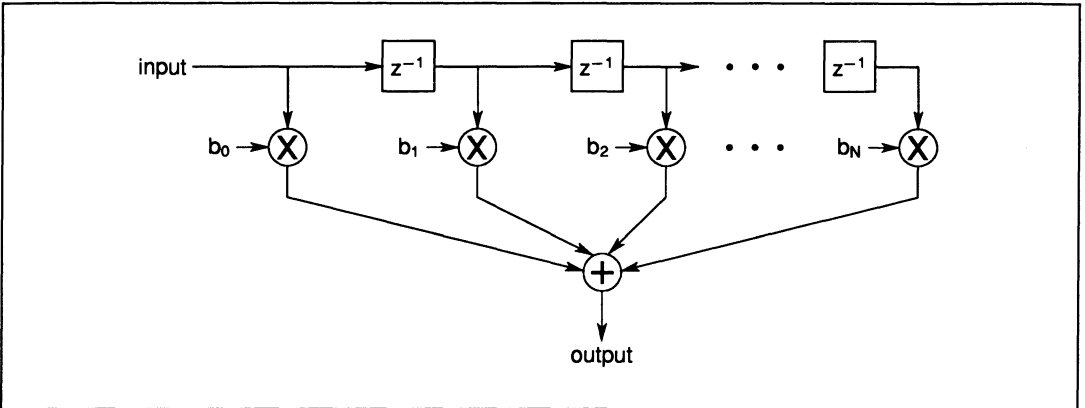 input z⁻¹ z⁻¹ • • • z⁻¹
b₀ X b₁ X b₂ X • • • b_N X
+
output